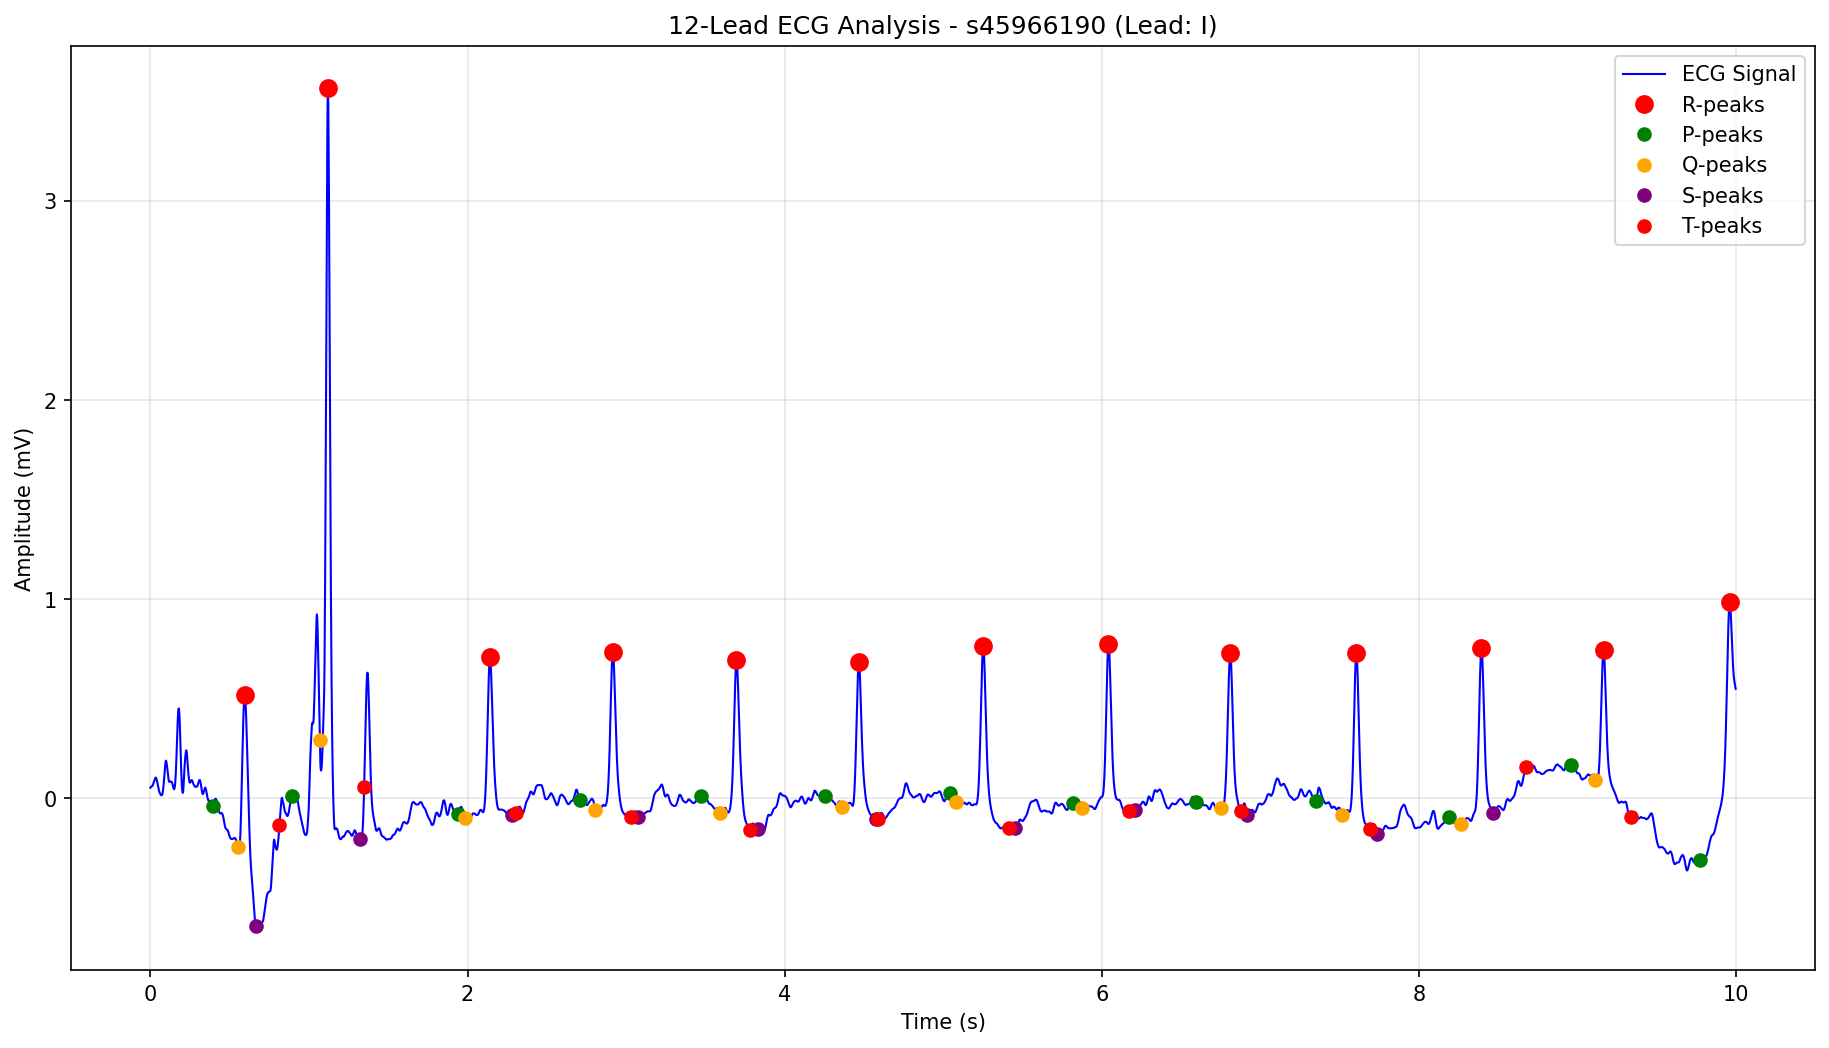 12-Lead ECG Analysis - s45966190 (Lead: I)
ECG Signal
R-peaks
P-peaks
Q-peaks
S-peaks
T-peaks
Amplitude (mV)
3
2
1
0
0 2 4 6 8 10
Time (s)